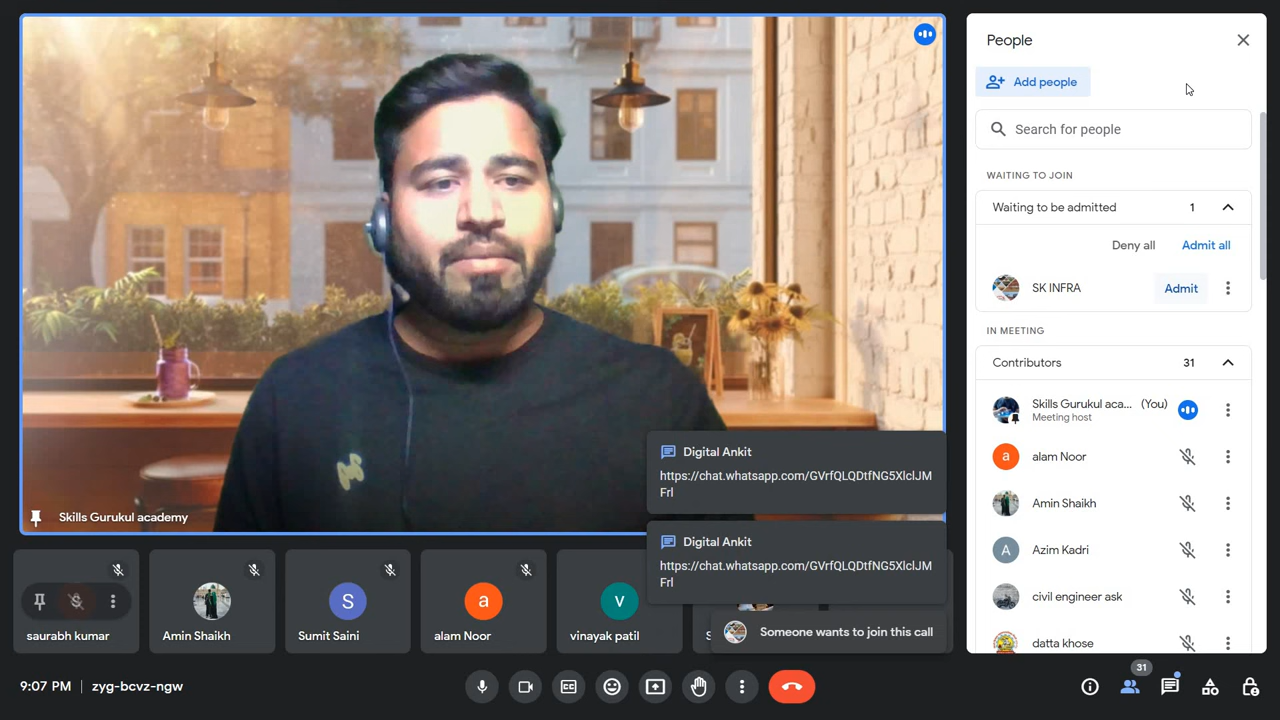 Skills Gurukul academy
Digital Ankit
https://chat.whatsapp.com/GVrfQLQDtfNG5XlclJM
Frl
Digital Ankit
https://chat.whatsapp.com/GVrfQLQDtfNG5XlclJM
Frl
saurabh kumar
Amin Shaikh
S
Sumit Saini
a
alam Noor
v
vinayak patil
S
Someone wants to join this call
9:07 PM | zyg-bcvz-ngw
CC
31
People
Add people
Search for people
WAITING TO JOIN
Waiting to be admitted 1
Deny all Admit all
SK INFRA Admit
IN MEETING
Contributors 31
Skills Gurukul aca... (You)
Meeting host
a alam Noor
Amin Shaikh
A Azim Kadri
civil engineer ask
datta khose